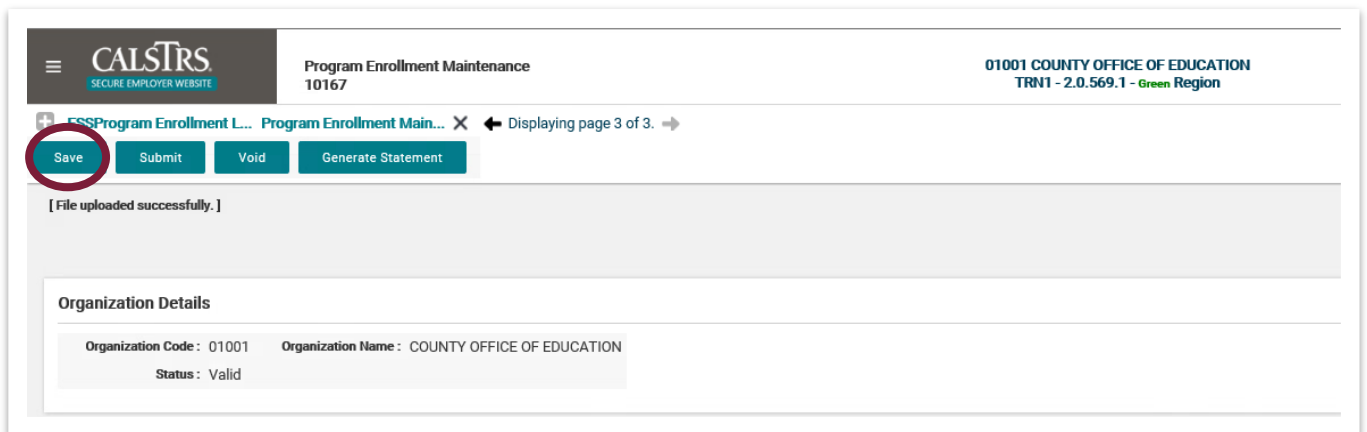 CALSTRS
SECURE EMPLOYER WEBSITE
Program Enrollment Maintenance
10167
01001 COUNTY OFFICE OF EDUCATION
TRN1 - 2.0.569.1 - Green Region
ESSProgram Enrollment L... Program Enrollment Main... Displaying page 3 of 3.
Save Submit Void Generate Statement
[ File uploaded successfully. ]
Organization Details
Organization Code : 01001 Organization Name : COUNTY OFFICE OF EDUCATION
Status : Valid